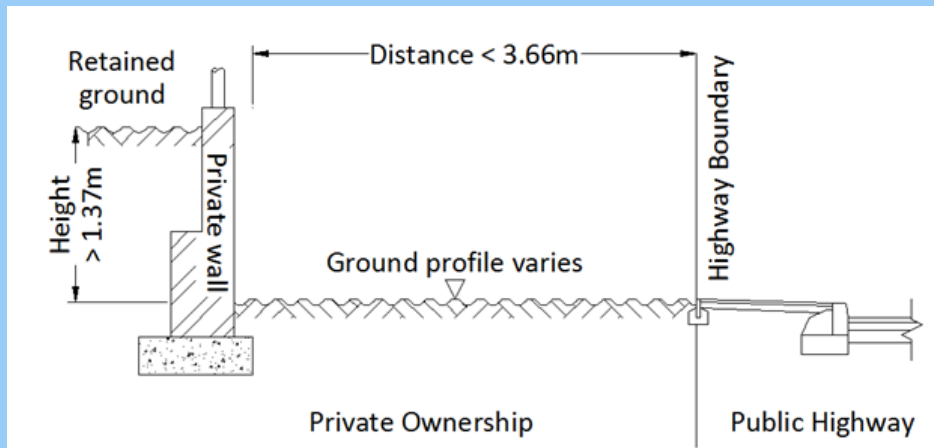 Retained
ground
Distance < 3.66m
Highway Boundary
Height
> 1.37m
Private wall
Ground profile varies
Private Ownership
Public Highway